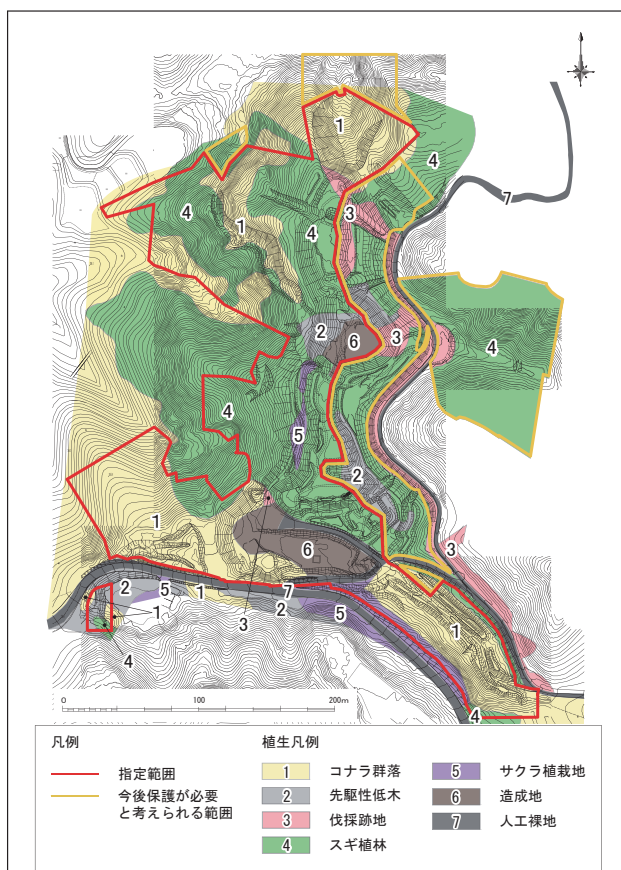 1
4
4
7
3
1
4
2
6
3
4
4
5
2
1
6
3
3
2
5
1
7
2
5
1
3
1
4
4
0 100 200m
凡例
指定範囲
今後保護が必要
と考えられる範囲
植生凡例
1 コナラ群落
2 先駆性低木
3 伐採跡地
4 スギ植林
5 サクラ植栽地
6 造成地
7 人工裸地